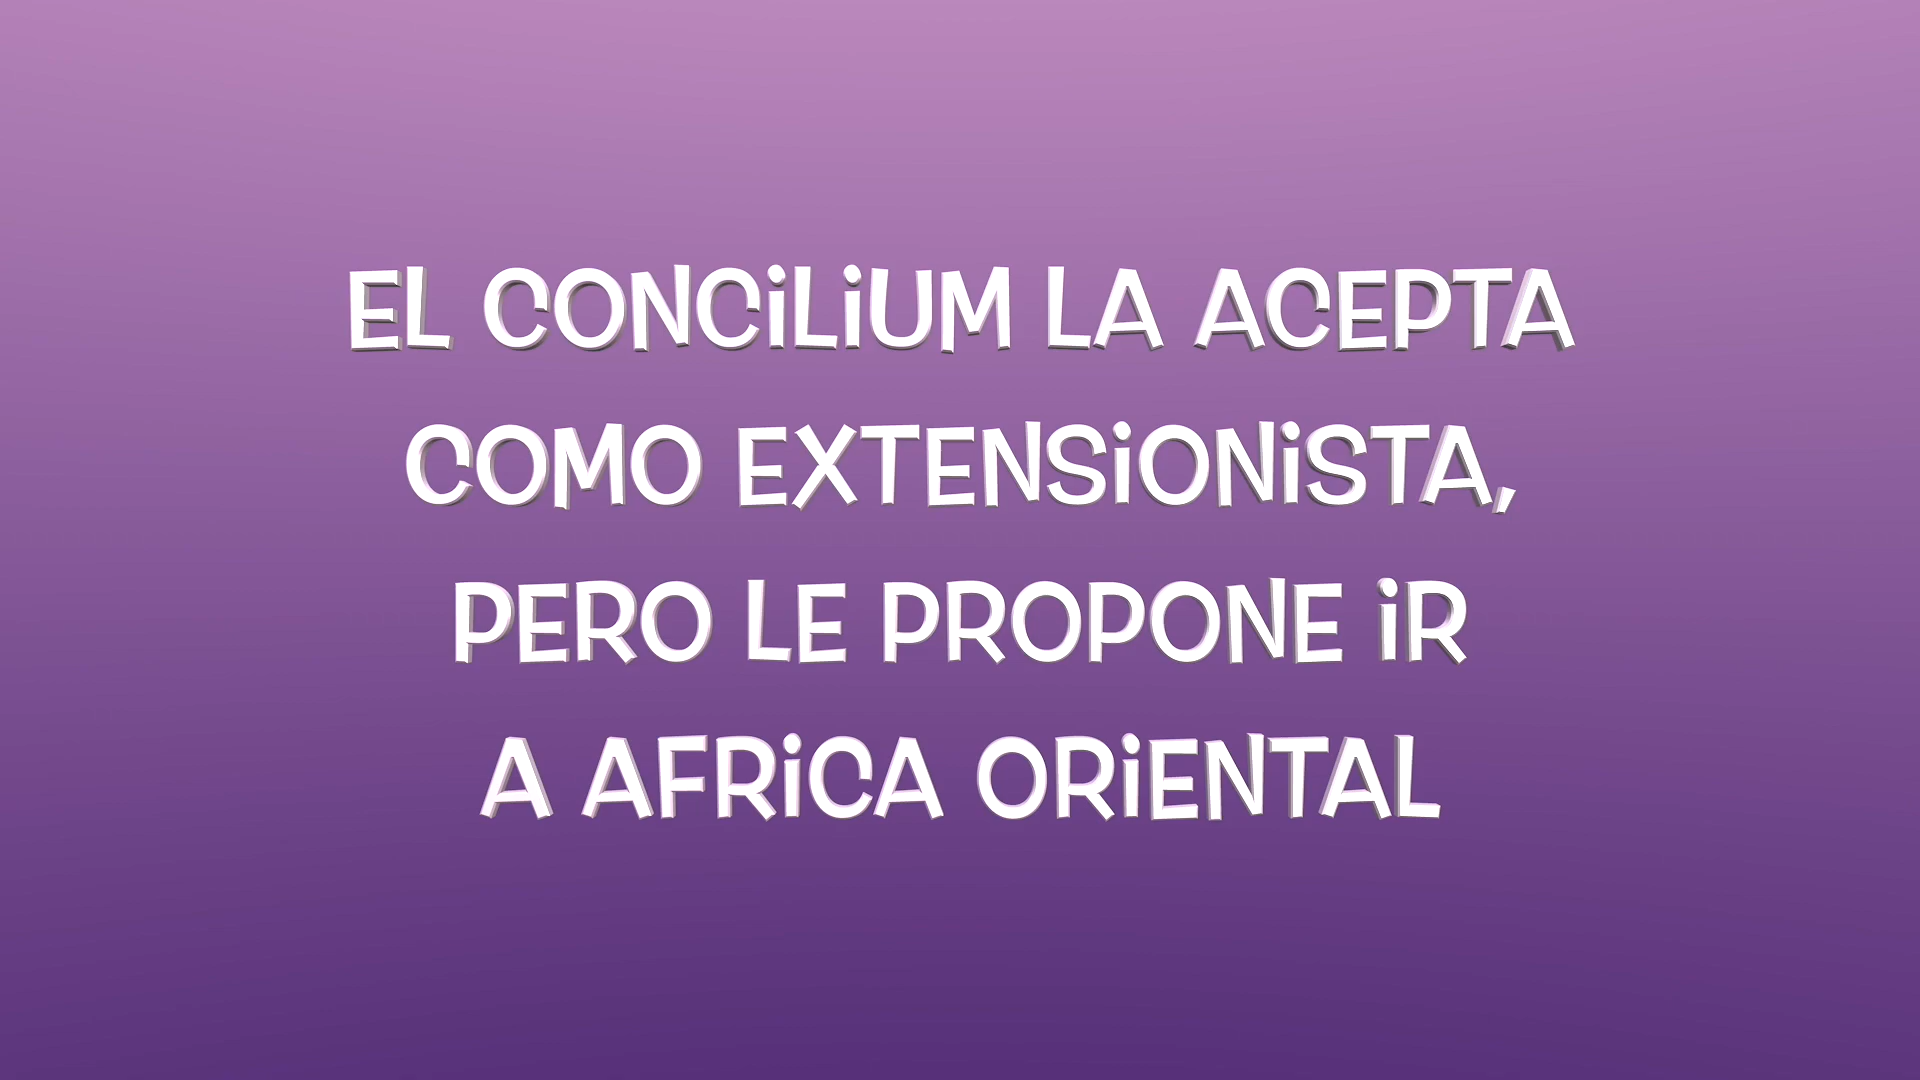 EL CONCiLiUM LA ACEPTA
COMO EXTENSiONiSTA,
PERO LE PROPONE iR
A AFRiCA ORiENTAL